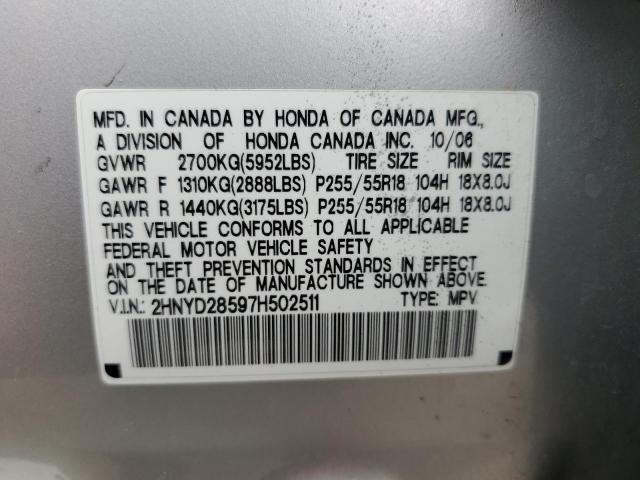 MFD. IN CANADA BY HONDA OF CANADA MFG.,
A DIVISION OF HONDA CANADA INC. 10/06
GVWR 2700KG(5952LBS) TIRE SIZE RIM SIZE
GAWR F 1310KG(2888LBS) P255/55R18 104H 18X8.0J
GAWR R 1440KG(3175LBS) P255/55R18 104H 18X8.0J
THIS VEHICLE CONFORMS TO ALL APPLICABLE
FEDERAL MOTOR VEHICLE SAFETY
AND THEFT PREVENTION STANDARDS IN EFFECT
ON THE DATE OF MANUFACTURE SHOWN ABOVE.
V.I.N.: 2HNYD28597H502511 TYPE: MPV